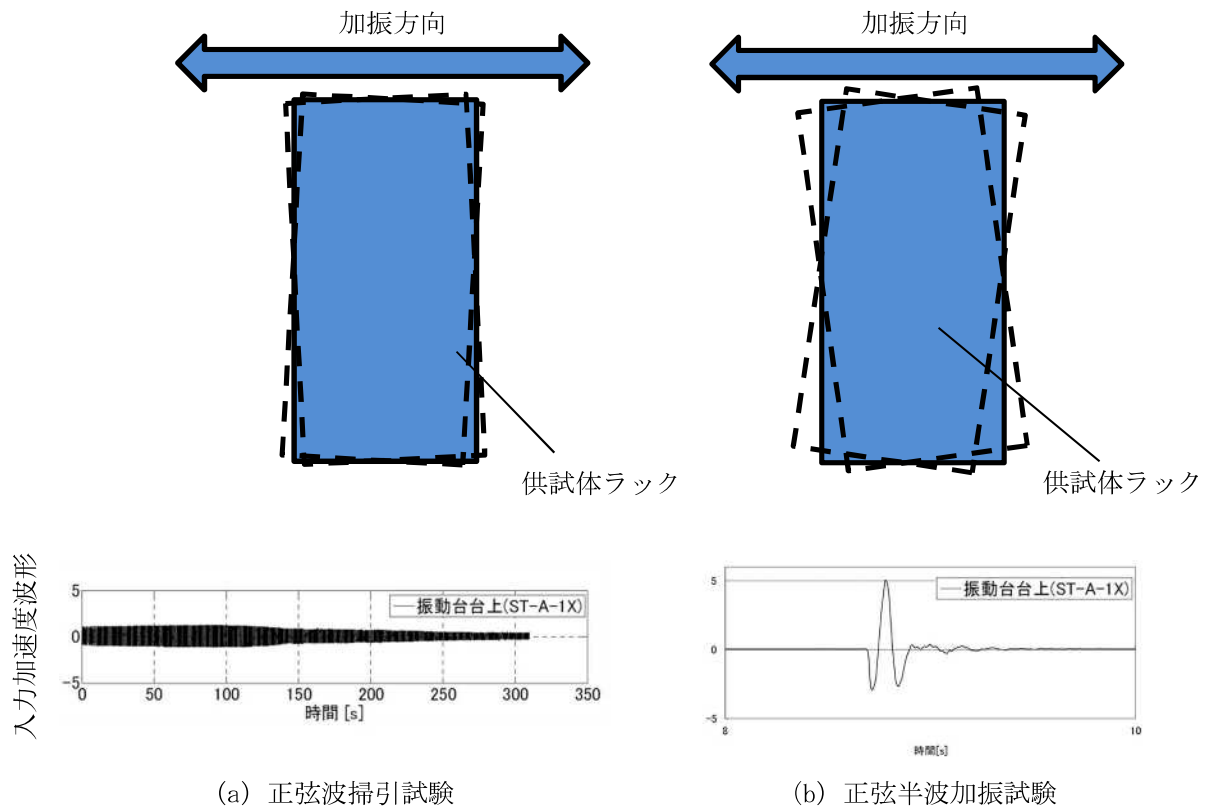 加振方向
加振方向
供試体ラック
供試体ラック
入力加速度波形
5
0
-5
0
50
100
150
200
250
300
350
振動台台上(ST-A-1X)
時間 [s]
5
0
-5
8
10
振動台台上(ST-A-1X)
時間[s]
(a) 正弦波掃引試験
(b) 正弦半波加振試験